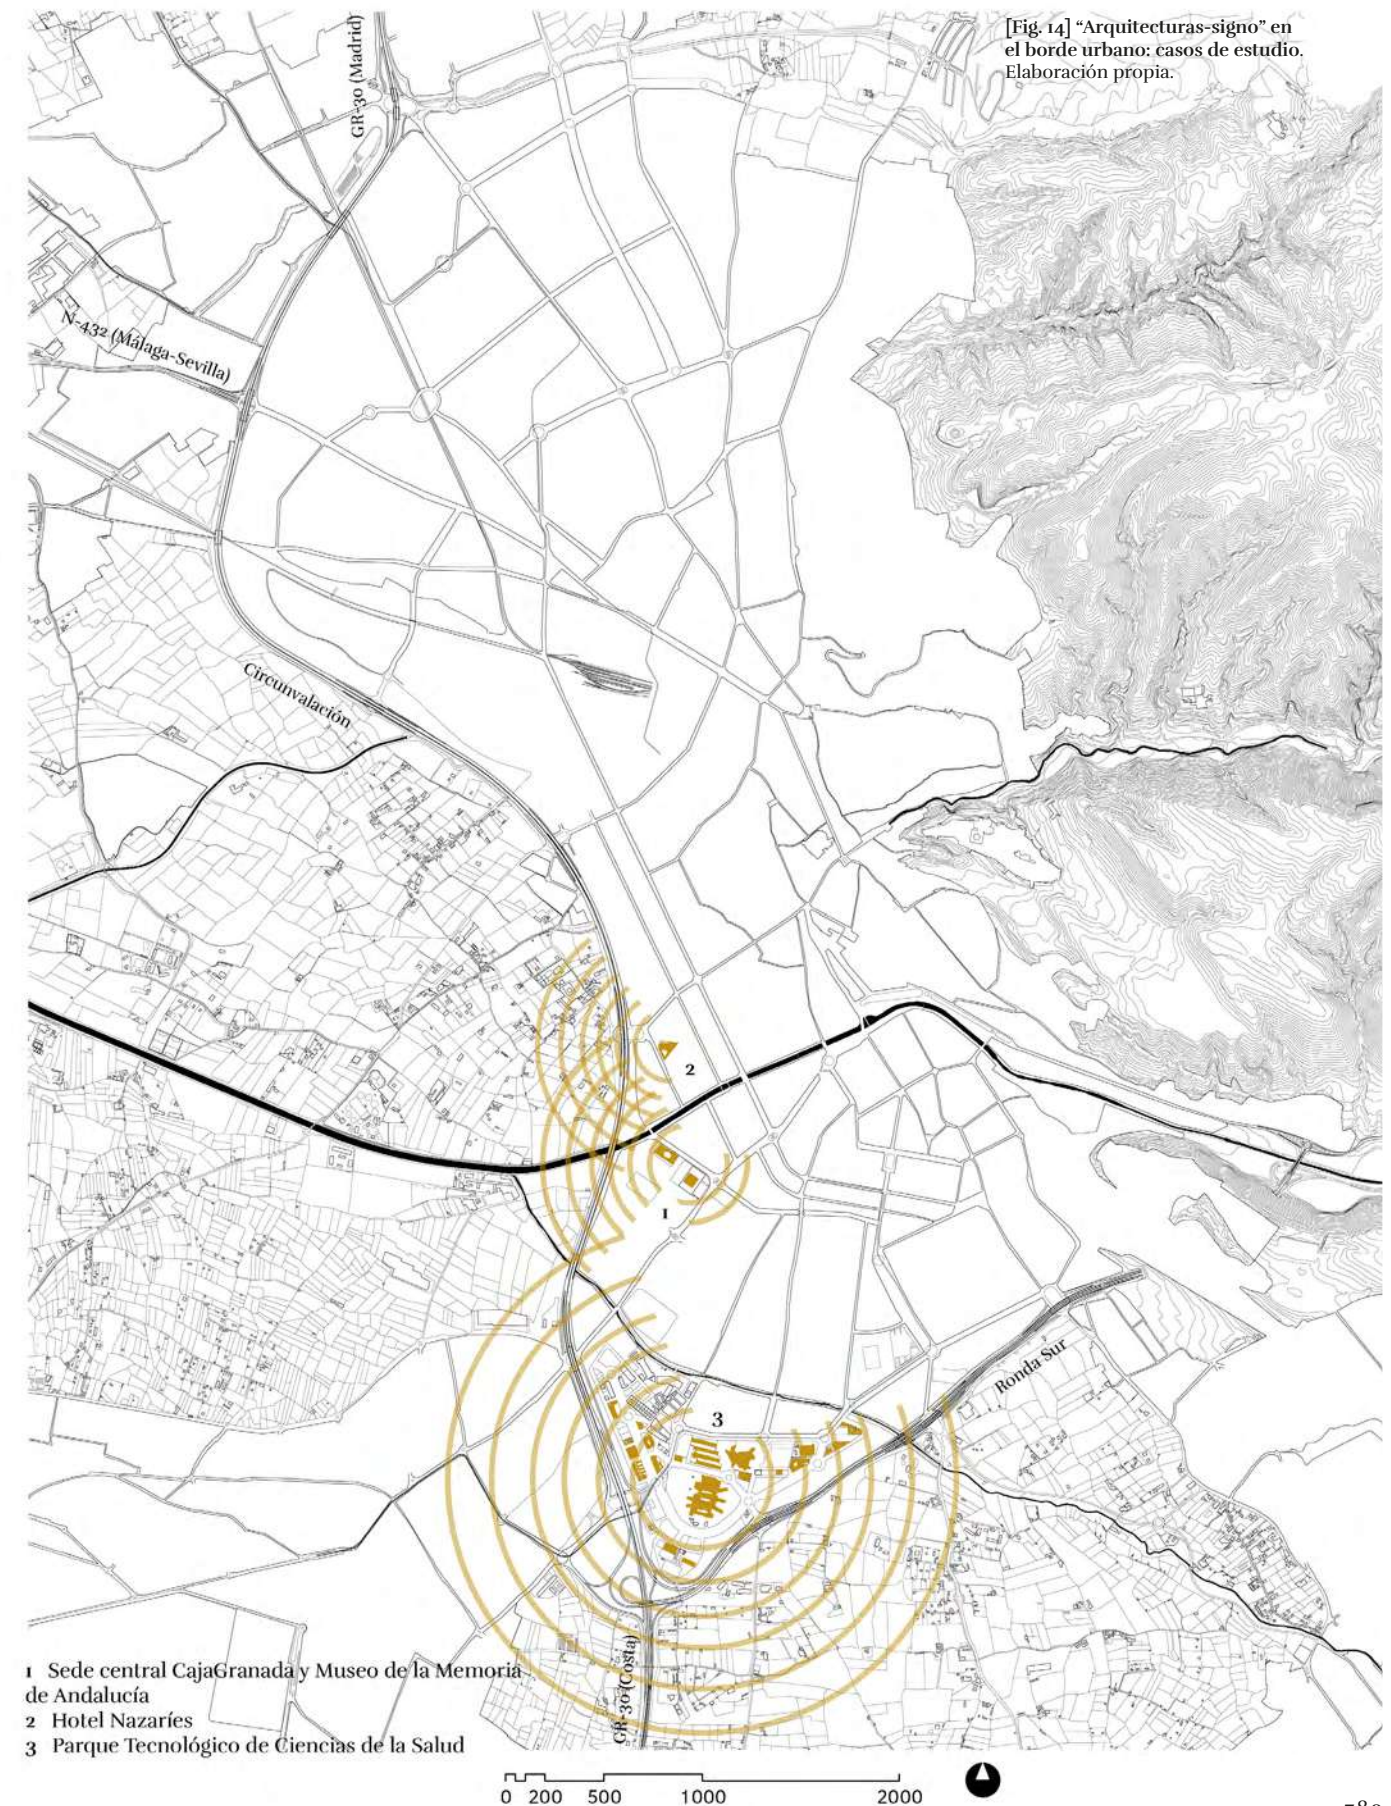 [Fig. 14] “Arquitecturas-signo” en
el borde urbano: casos de estudio.
Elaboración propia.
GR-30 (Madrid)
N-432 (Málaga-Sevilla)
Circunvalación
2
1
Ronda Sur
3
GR-30 (Costa)
1 Sede central CajaGranada y Museo de la Memoria
de Andalucía
2 Hotel Nazaríes
3 Parque Tecnológico de Ciencias de la Salud
0 200 500 1000 2000